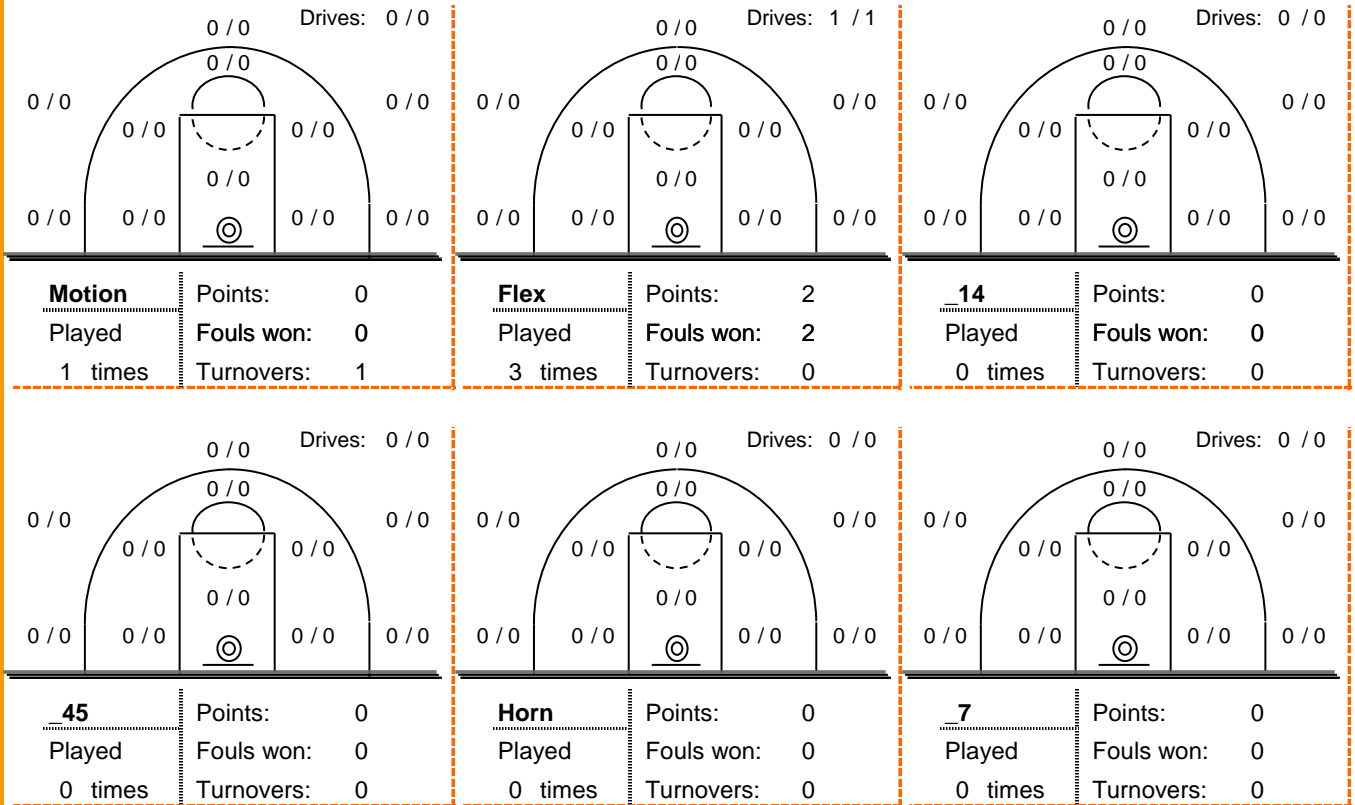 Drives: 0 / 0
0 / 0
0 / 0
0 / 0 0 / 0
0 / 0 0 / 0
0 / 0
0 / 0 0 / 0 0 / 0 0 / 0
Motion Points: 0
Played Fouls won: 0
1 times Turnovers: 1
Drives: 1 / 1
0 / 0
0 / 0
0 / 0 0 / 0
0 / 0 0 / 0
0 / 0
0 / 0 0 / 0 0 / 0 0 / 0
Flex Points: 2
Played Fouls won: 2
3 times Turnovers: 0
Drives: 0 / 0
0 / 0
0 / 0
0 / 0 0 / 0
0 / 0 0 / 0
0 / 0
0 / 0 0 / 0 0 / 0 0 / 0
_14 Points: 0
Played Fouls won: 0
0 times Turnovers: 0
Drives: 0 / 0
0 / 0
0 / 0
0 / 0 0 / 0
0 / 0 0 / 0
0 / 0
0 / 0 0 / 0 0 / 0 0 / 0
_45 Points: 0
Played Fouls won: 0
0 times Turnovers: 0
Drives: 0 / 0
0 / 0
0 / 0
0 / 0 0 / 0
0 / 0 0 / 0
0 / 0
0 / 0 0 / 0 0 / 0 0 / 0
Horn Points: 0
Played Fouls won: 0
0 times Turnovers: 0
Drives: 0 / 0
0 / 0
0 / 0
0 / 0 0 / 0
0 / 0 0 / 0
0 / 0
0 / 0 0 / 0 0 / 0 0 / 0
_7 Points: 0
Played Fouls won: 0
0 times Turnovers: 0